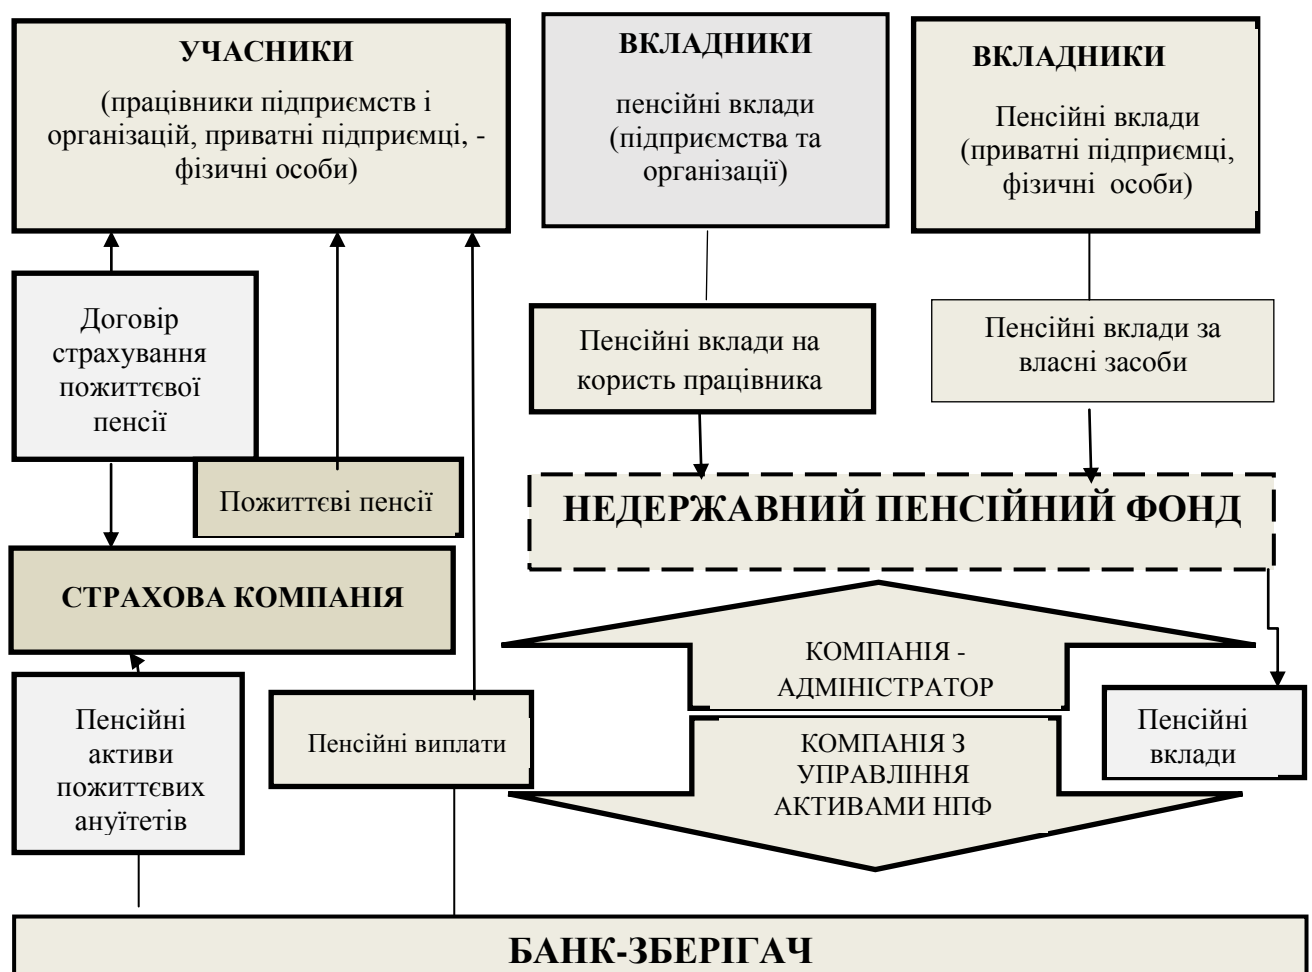 УЧАСНИКИ
(працівники підприємств і
організацій, приватні підприємці, -
фізичні особи)
ВКЛАДНИКИ
пенсійні вклади
(підприємства та
організації)
ВКЛАДНИКИ
Пенсійні вклади
(приватні підприємці,
фізичні особи)
Договір
страхування
пожиттєвої
пенсії
Пенсійні вклади на
користь працівника
Пенсійні вклади за
власні засоби
Пожиттєві пенсії
НЕДЕРЖАВНИЙ ПЕНСІЙНИЙ ФОНД
СТРАХОВА КОМПАНІЯ
КОМПАНІЯ -
АДМІНІСТРАТОР
Пенсійні
активи
пожиттєвих
ануїтетів
Пенсійні виплати
КОМПАНІЯ З
УПРАВЛІННЯ
АКТИВАМИ НПФ
Пенсійні
вклади
БАНК-ЗБЕРІГАЧ